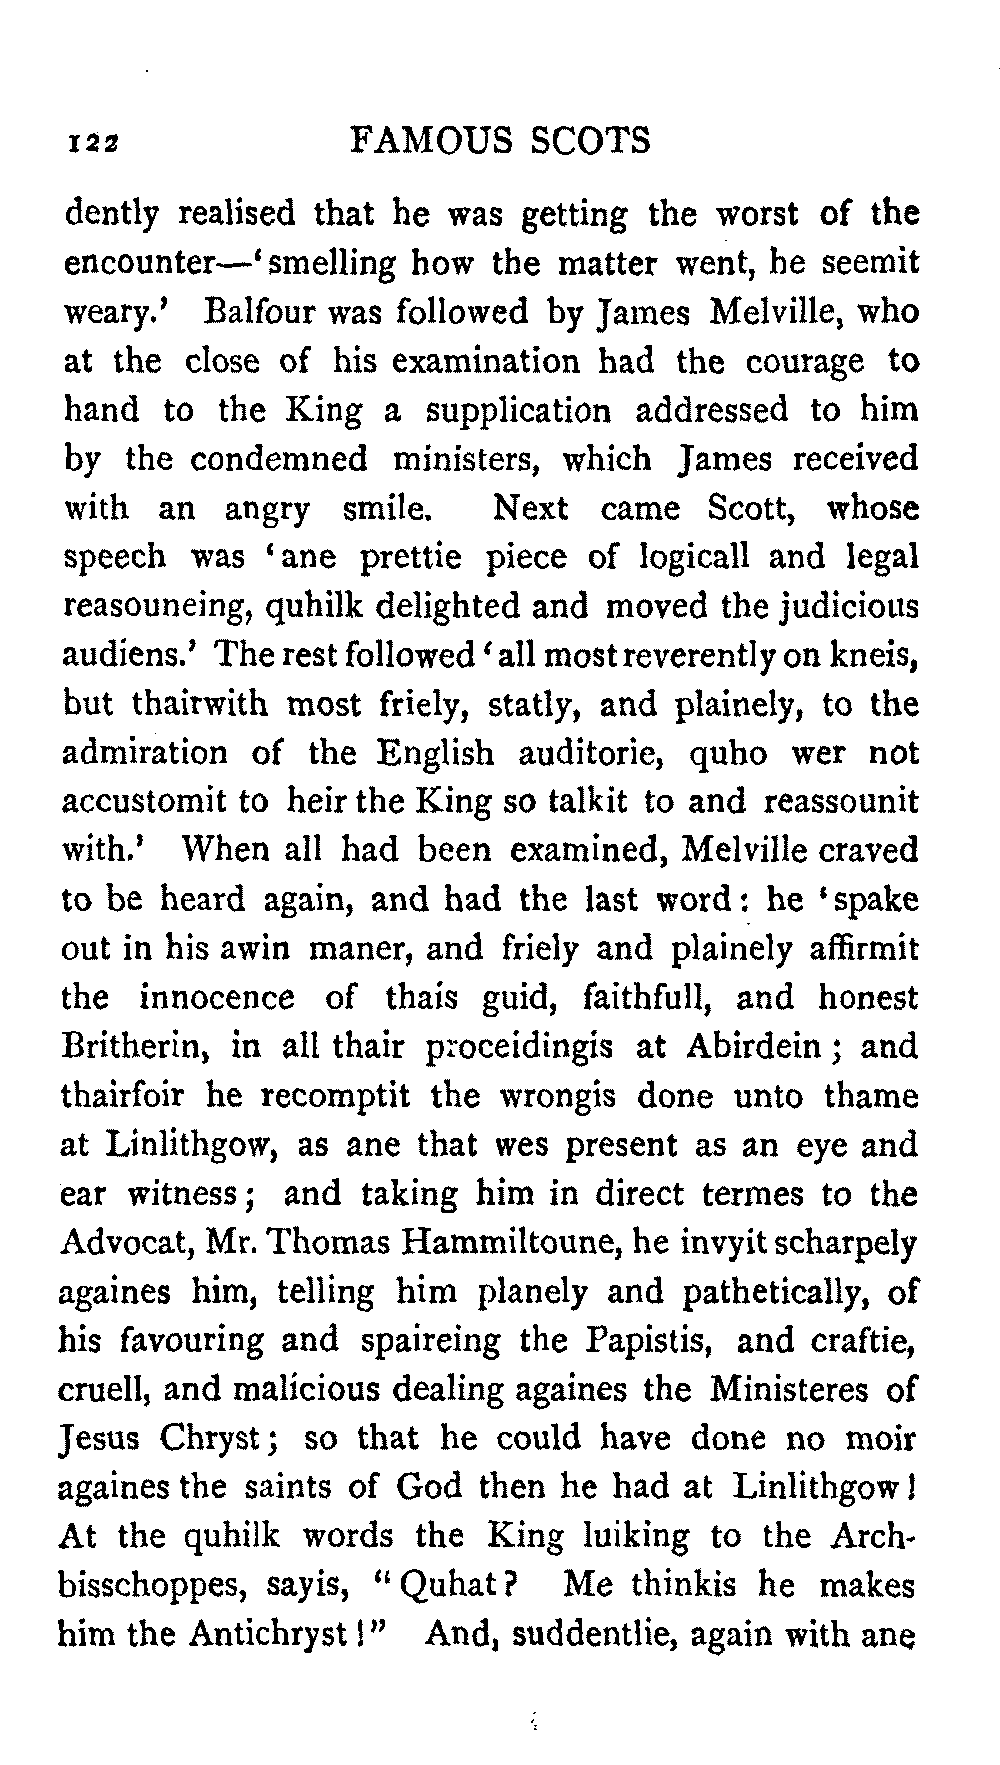 122 FAMOUS SCOTS
dently realised that he was getting the worst of the
encounter—‘smelling how the matter went, he seemit
weary.’ Balfour was followed by James Melville, who
at the close of his examination had the courage to
hand to the King a supplication addressed to him
by the condemned ministers, which James received
with an angry smile. Next came Scott, whose
speech was ‘ane prettie piece of logicall and legal
reasouneing, quhilk delighted and moved the judicious
audiens.’ The rest followed ‘all most reverently on kneis,
but thairwith most friely, statly, and plainely, to the
admiration of the English auditorie, quho wer not
accustomit to heir the King so talkit to and reassounit
with.’ When all had been examined, Melville craved
to be heard again, and had the last word: he ‘spake
out in his awin maner, and friely and plainely affirmit
the innocence of thais guid, faithfull, and honest
Britherin, in all thair proceidingis at Abirdein; and
thairfoir he recomptit the wrongis done unto thame
at Linlithgow, as ane that wes present as an eye and
ear witness; and taking him in direct termes to the
Advocat, Mr. Thomas Hammiltoune, he invyit scharpely
againes him, telling him planely and pathetically, of
his favouring and spaireing the Papistis, and craftie,
cruell, and malicious dealing againes the Ministeres of
Jesus Chryst; so that he could have done no moir
againes the saints of God then he had at Linlithgow!
At the quhilk words the King luiking to the Arch-
bisschoppes, sayis, “Quhat? Me thinkis he makes
him the Antichryst!” And, suddentlie, again with ane